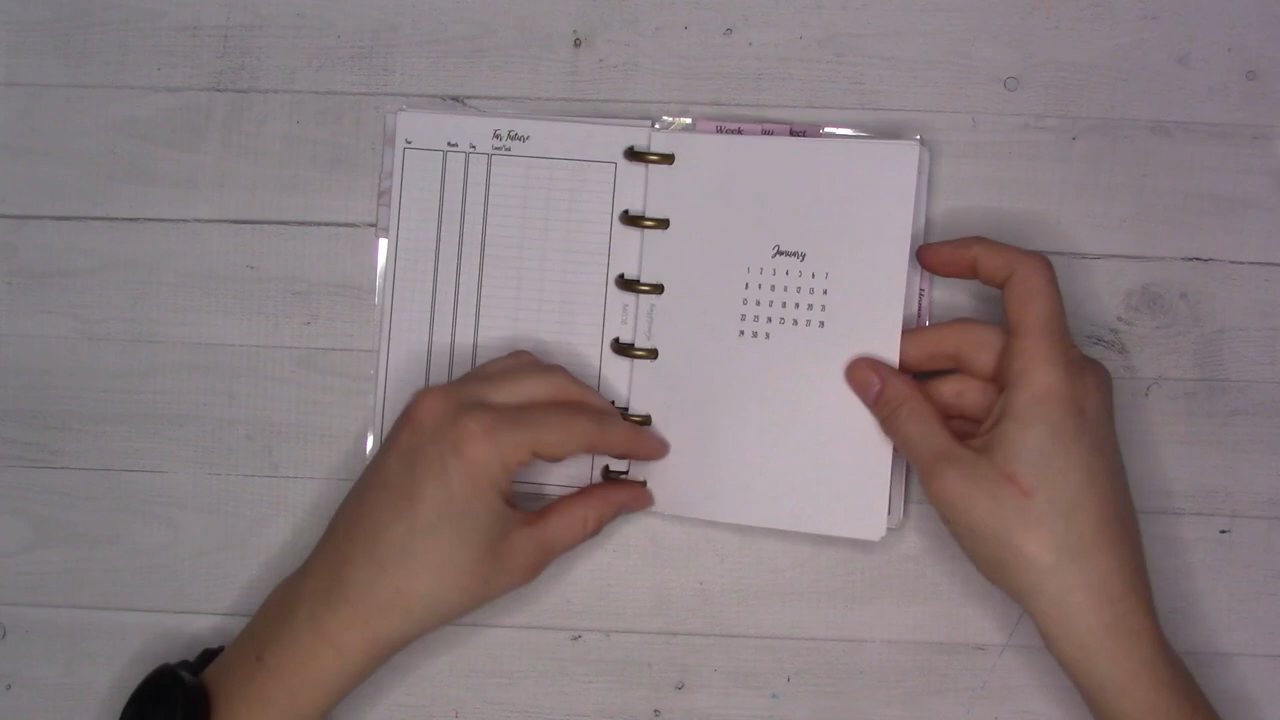 Far Future
Year Month Day Event/Task
Week
by
January
1 2 3 4 5 6 7
8 9 10 11 12 13 14
15 16 17 18 19 20 21
22 23 24 25 26 27 28
29 30 31